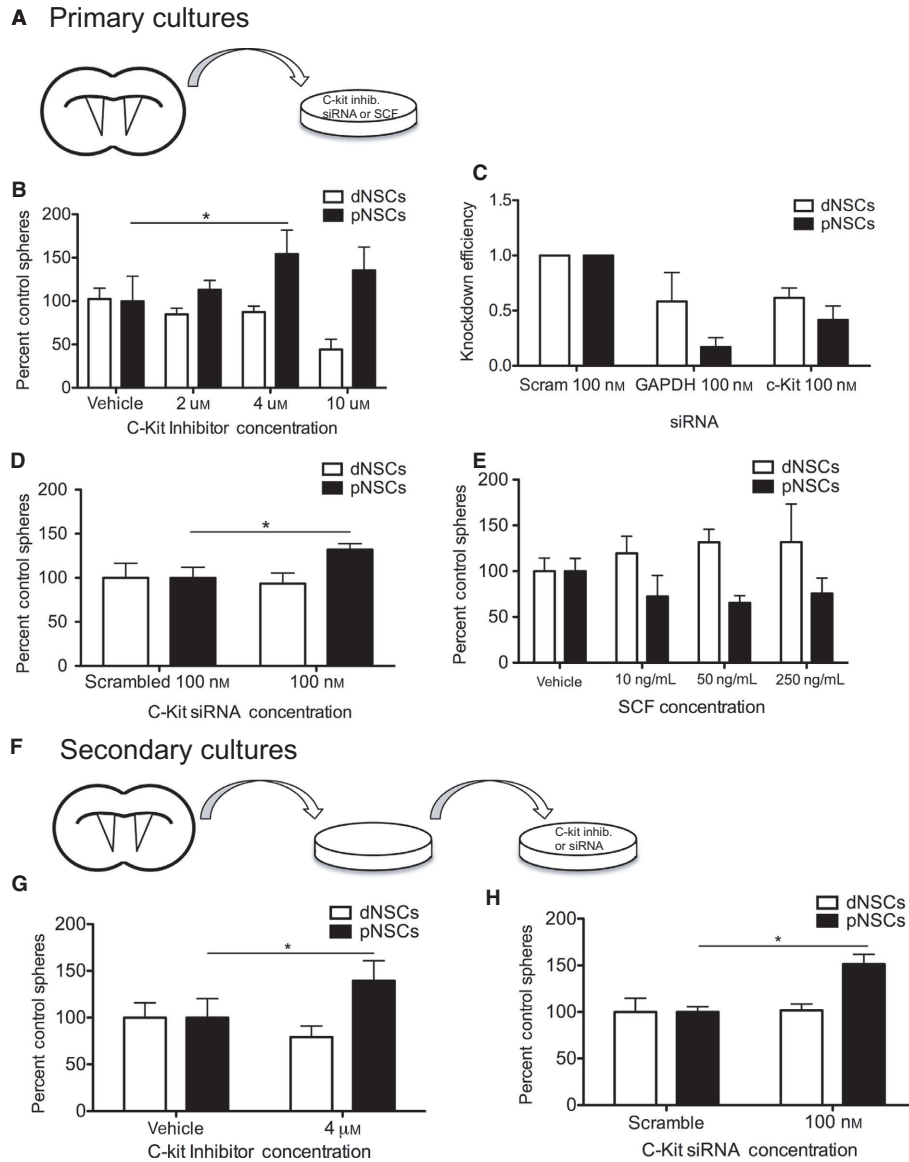 A Primary cultures
C-kit inhib.
siRNA or SCF
B
dNSCs
pNSCs
*
Percent control spheres
200
150
100
50
0
Vehicle 2 uM 4 uM 10 uM
C-Kit Inhibitor concentration
C
dNSCs
pNSCs
Knockdown efficiency
1.5
1.0
0.5
0.0
Scram 100 nM GAPDH 100 nM c-Kit 100 nM
siRNA
D
dNSCs
pNSCs
*
Percent control spheres
200
150
100
50
0
Scrambled 100 nM 100 nM
C-Kit siRNA concentration
E
dNSCs
pNSCs
Percent control spheres
200
150
100
50
0
Vehicle 10 ng/mL 50 ng/mL 250 ng/mL
SCF concentration
F Secondary cultures
C-kit inhib.
or siRNA
G
dNSCs
pNSCs
*
Percent control spheres
200
150
100
50
0
Vehicle 4 µM
C-kit Inhibitor concentration
H
dNSCs
pNSCs
*
Percent control spheres
200
150
100
50
0
Scramble 100 nM
C-Kit siRNA concentration